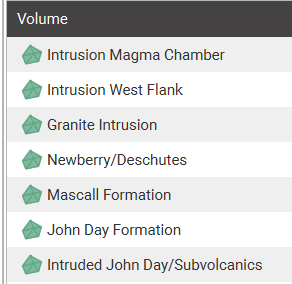 Volume
Intrusion Magma Chamber
Intrusion West Flank
Granite Intrusion
Newberry/Deschutes
Mascall Formation
John Day Formation
Intruded John Day/Subvolcanics